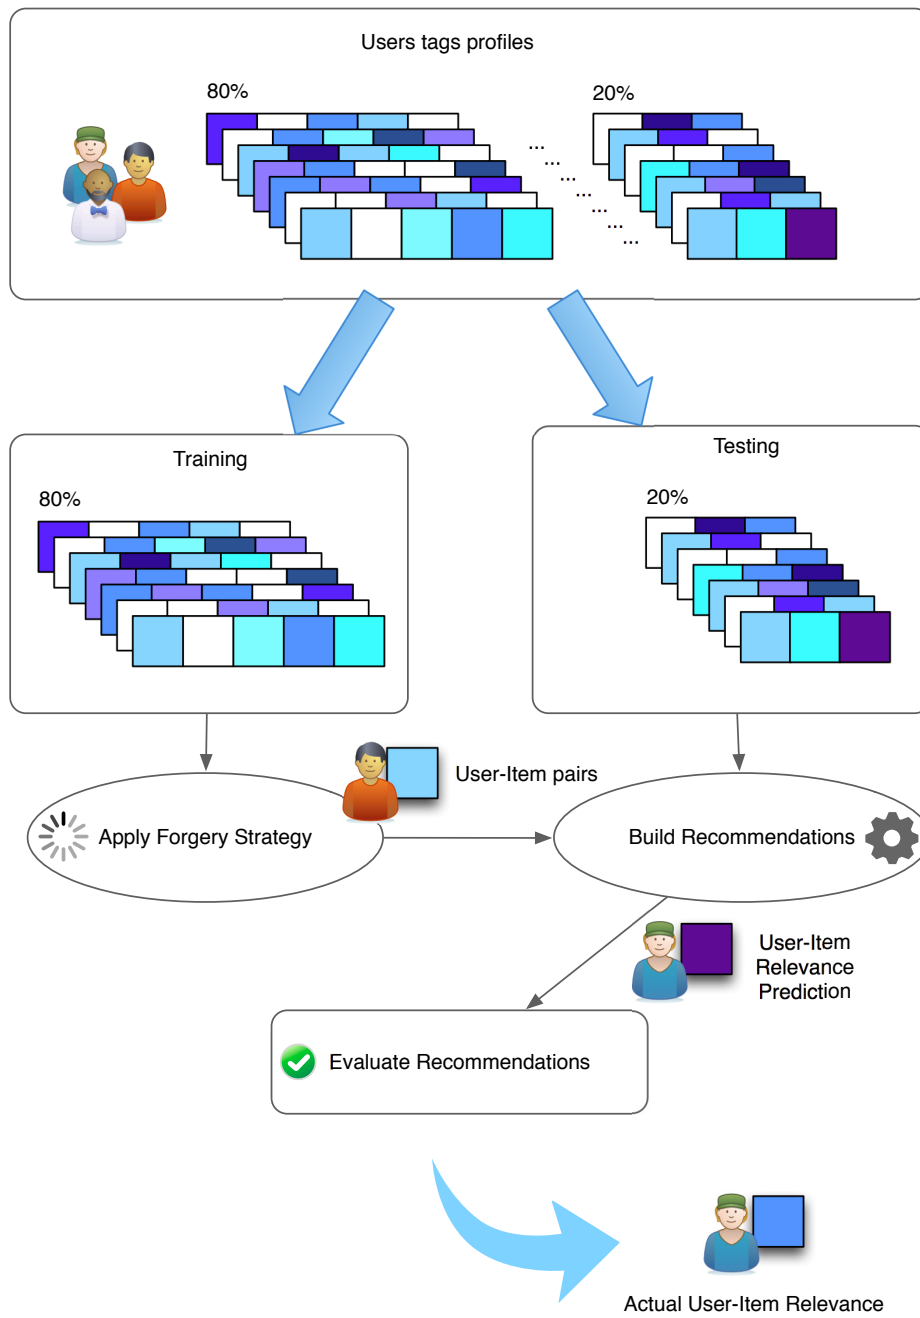 Users tags profiles
80%
20%
...
...
...
...
...
...
...
Training
Testing
80%
20%
User-Item pairs
Apply Forgery Strategy
Build Recommendations
User-Item
Relevance
Prediction
Evaluate Recommendations
Actual User-Item Relevance